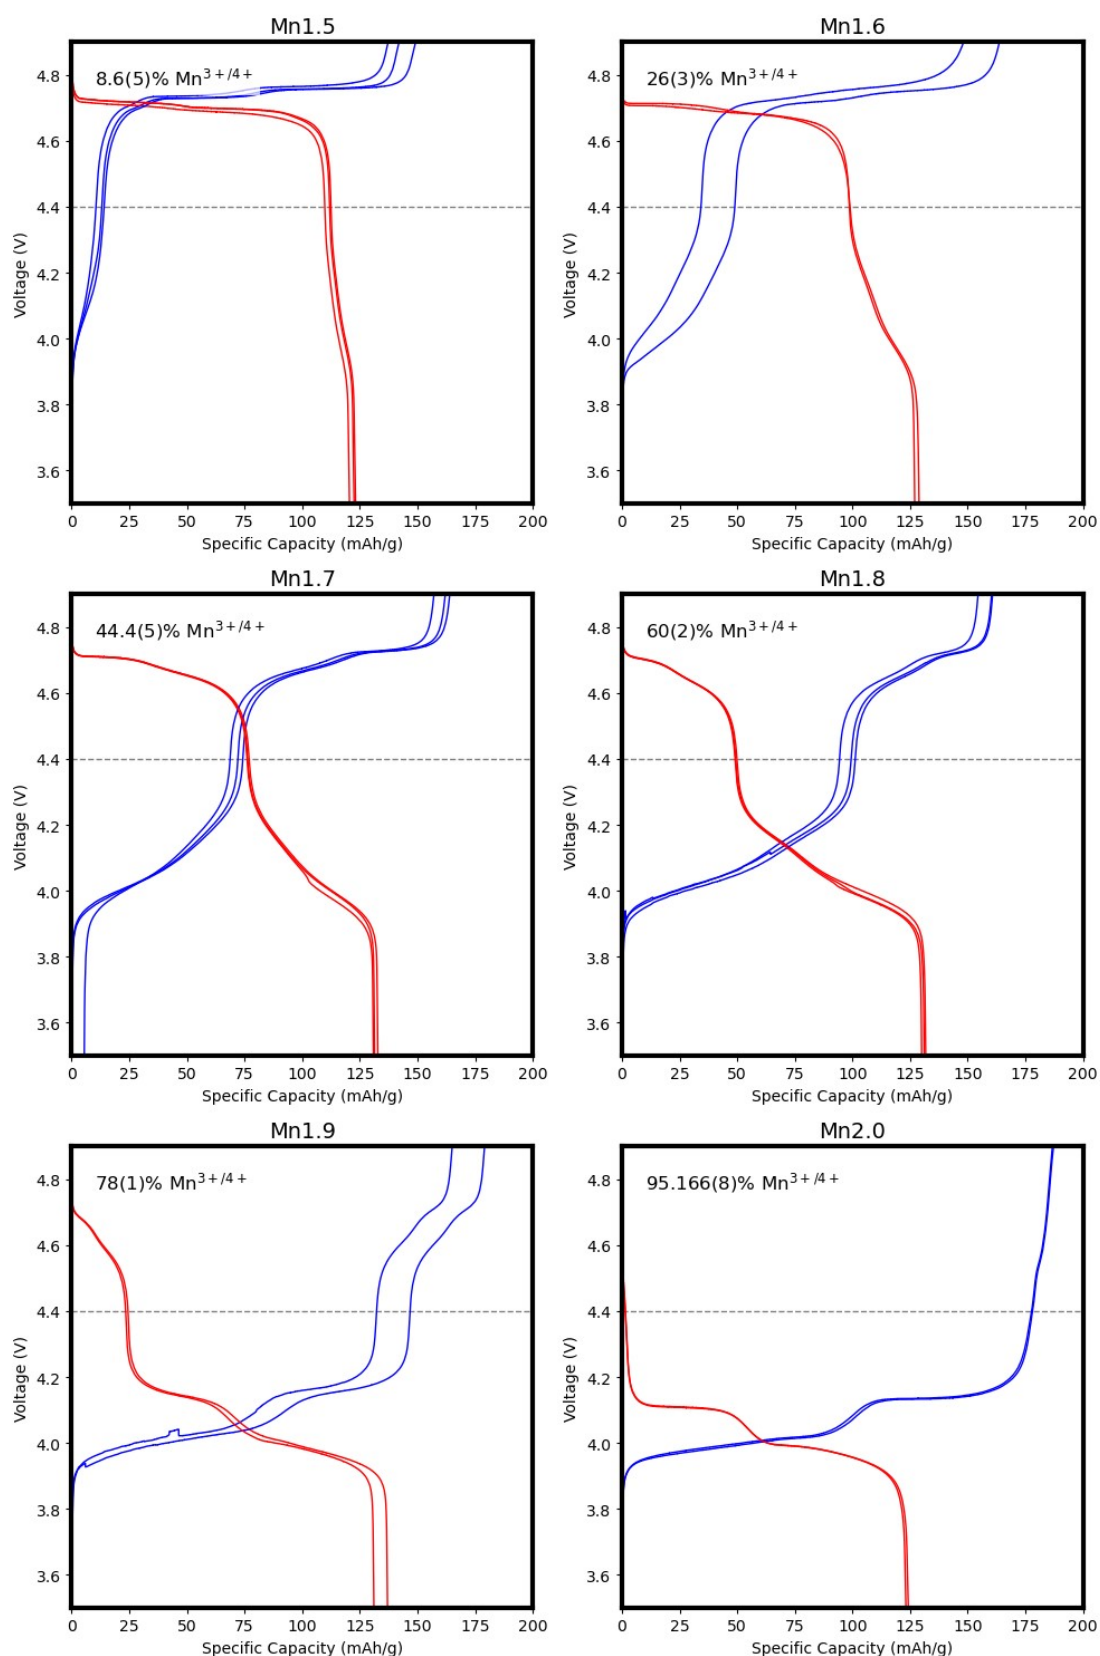 Mn1.5
8.6(5)% Mn3+/4+
Voltage (V)
4.8
4.6
4.4
4.2
4.0
3.8
3.6
0 25 50 75 100 125 150 175 200
Specific Capacity (mAh/g)
Mn1.6
26(3)% Mn3+/4+
Voltage (V)
4.8
4.6
4.4
4.2
4.0
3.8
3.6
0 25 50 75 100 125 150 175 200
Specific Capacity (mAh/g)
Mn1.7
44.4(5)% Mn3+/4+
Voltage (V)
4.8
4.6
4.4
4.2
4.0
3.8
3.6
0 25 50 75 100 125 150 175 200
Specific Capacity (mAh/g)
Mn1.8
60(2)% Mn3+/4+
Voltage (V)
4.8
4.6
4.4
4.2
4.0
3.8
3.6
0 25 50 75 100 125 150 175 200
Specific Capacity (mAh/g)
Mn1.9
78(1)% Mn3+/4+
Voltage (V)
4.8
4.6
4.4
4.2
4.0
3.8
3.6
0 25 50 75 100 125 150 175 200
Specific Capacity (mAh/g)
Mn2.0
95.166(8)% Mn3+/4+
Voltage (V)
4.8
4.6
4.4
4.2
4.0
3.8
3.6
0 25 50 75 100 125 150 175 200
Specific Capacity (mAh/g)